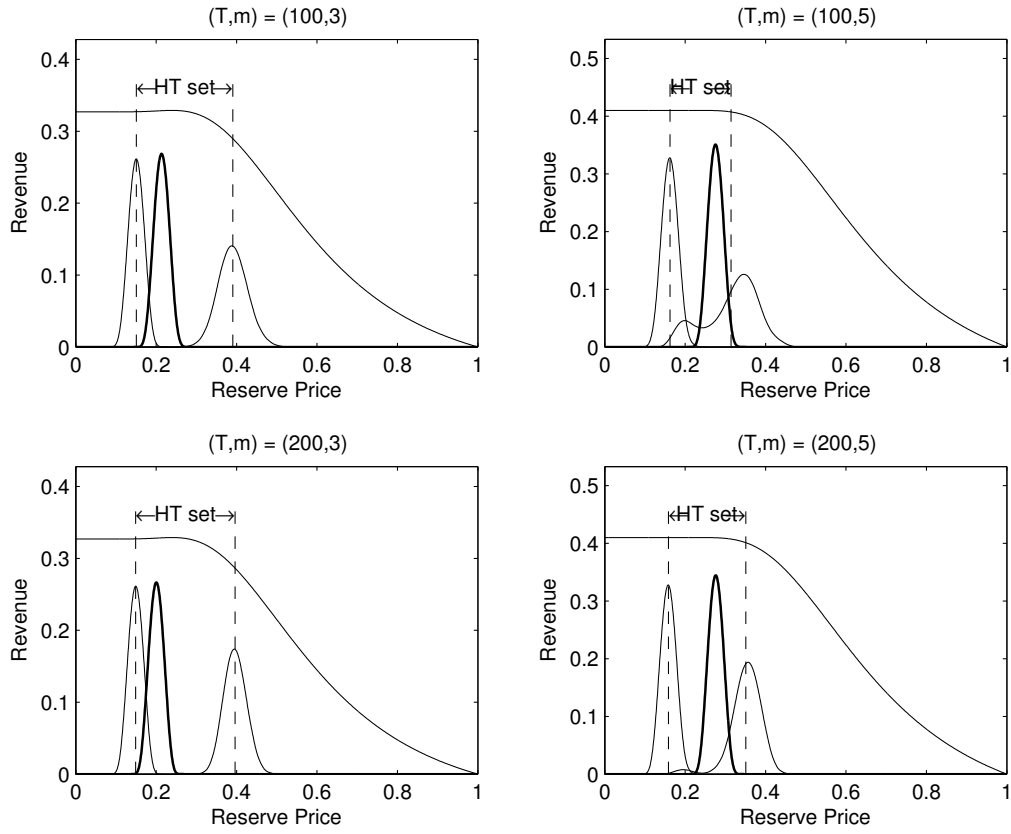 (T,m) = (100,3)
0.4
0.3
0.2
0.1
0
HT set
Revenue
0 0.2 0.4 0.6 0.8 1
Reserve Price
(T,m) = (100,5)
0.5
0.4
0.3
0.2
0.1
0
HT set
Revenue
0 0.2 0.4 0.6 0.8 1
Reserve Price
(T,m) = (200,3)
0.4
0.3
0.2
0.1
0
HT set
Revenue
0 0.2 0.4 0.6 0.8 1
Reserve Price
(T,m) = (200,5)
0.5
0.4
0.3
0.2
0.1
0
HT set
Revenue
0 0.2 0.4 0.6 0.8 1
Reserve Price